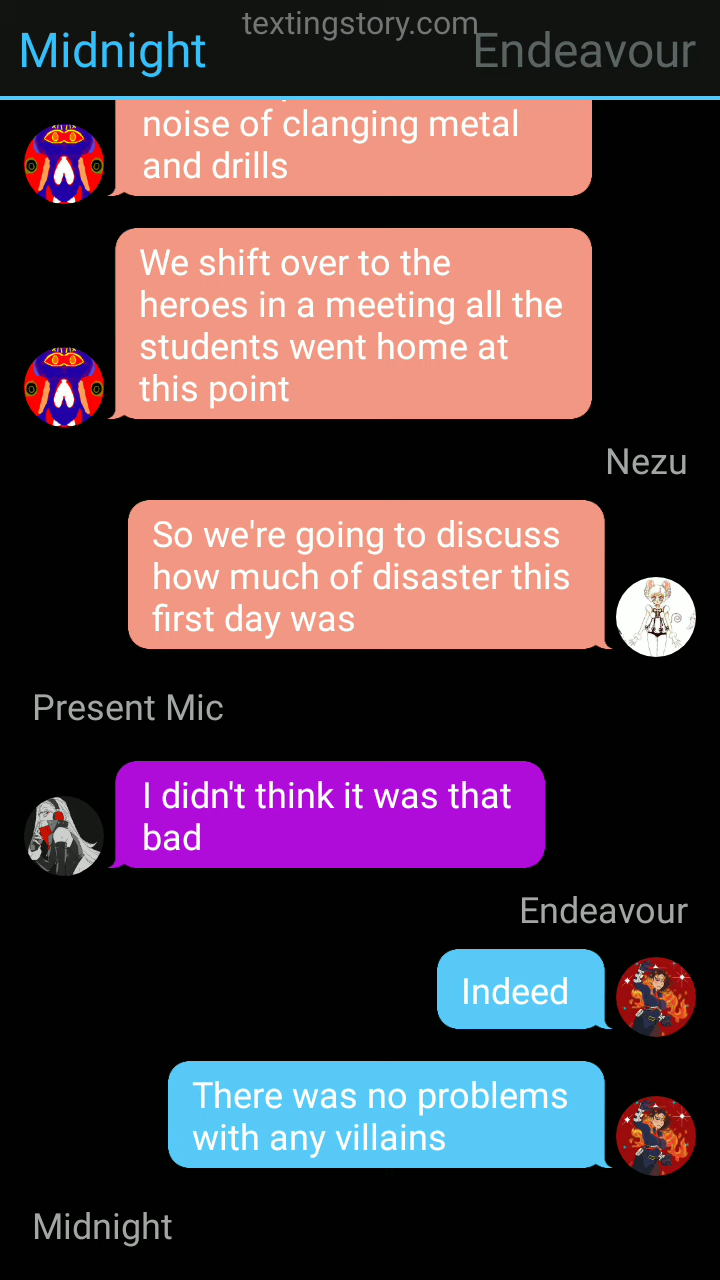 textingstory.com
Midnight
Endeavour
noise of clanging metal
and drills
We shift over to the
heroes in a meeting all the
students went home at
this point
Nezu
So we're going to discuss
how much of disaster this
first day was
Present Mic
I didn't think it was that
bad
Endeavour
Indeed
There was no problems
with any villains
Midnight